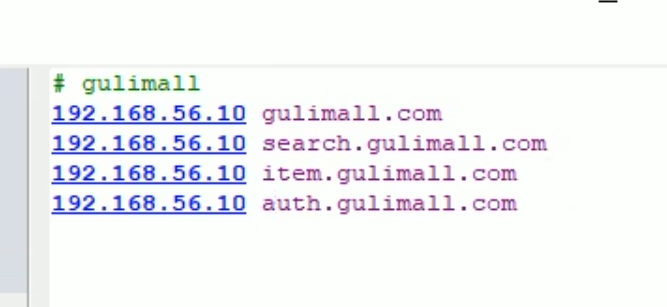 # gulimall
192.168.56.10 gulimall.com
192.168.56.10 search.gulimall.com
192.168.56.10 item.gulimall.com
192.168.56.10 auth.gulimall.com